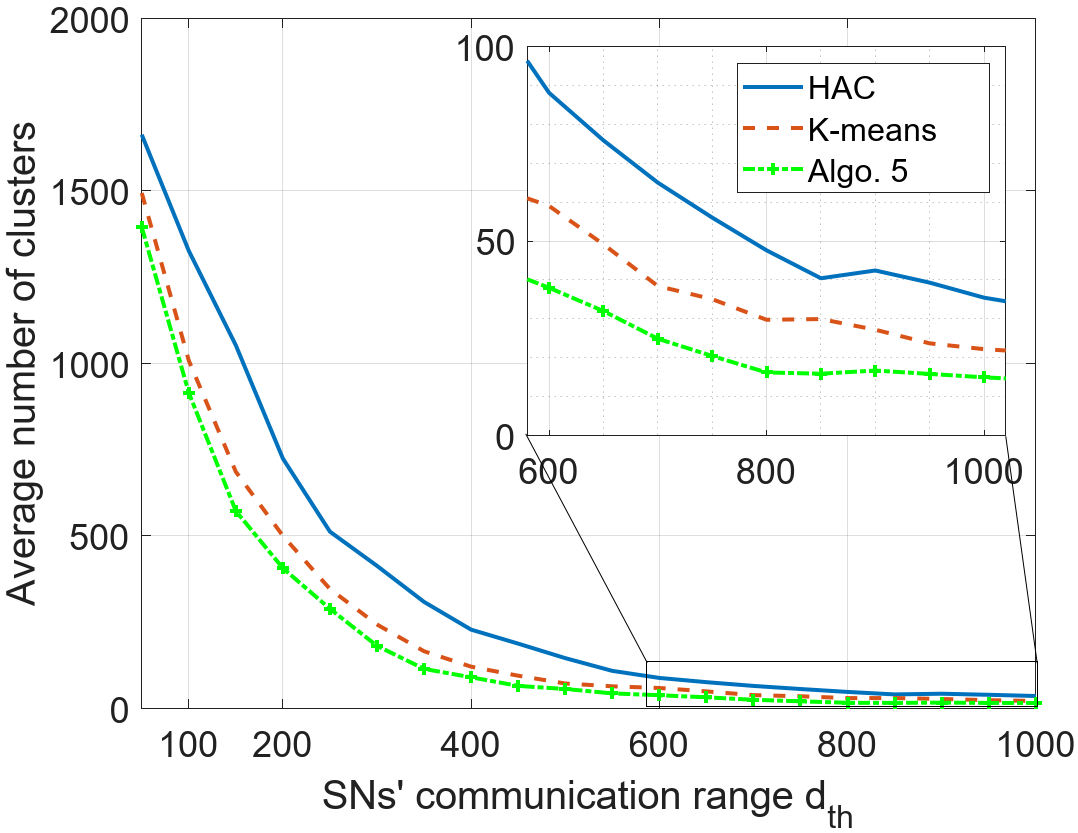 2000
1500
1000
500
0
Average number of clusters
100
50
0
HAC
K-means
Algo. 5
600 800 1000
100 200 400 600 800 1000
SNs' communication range d_th